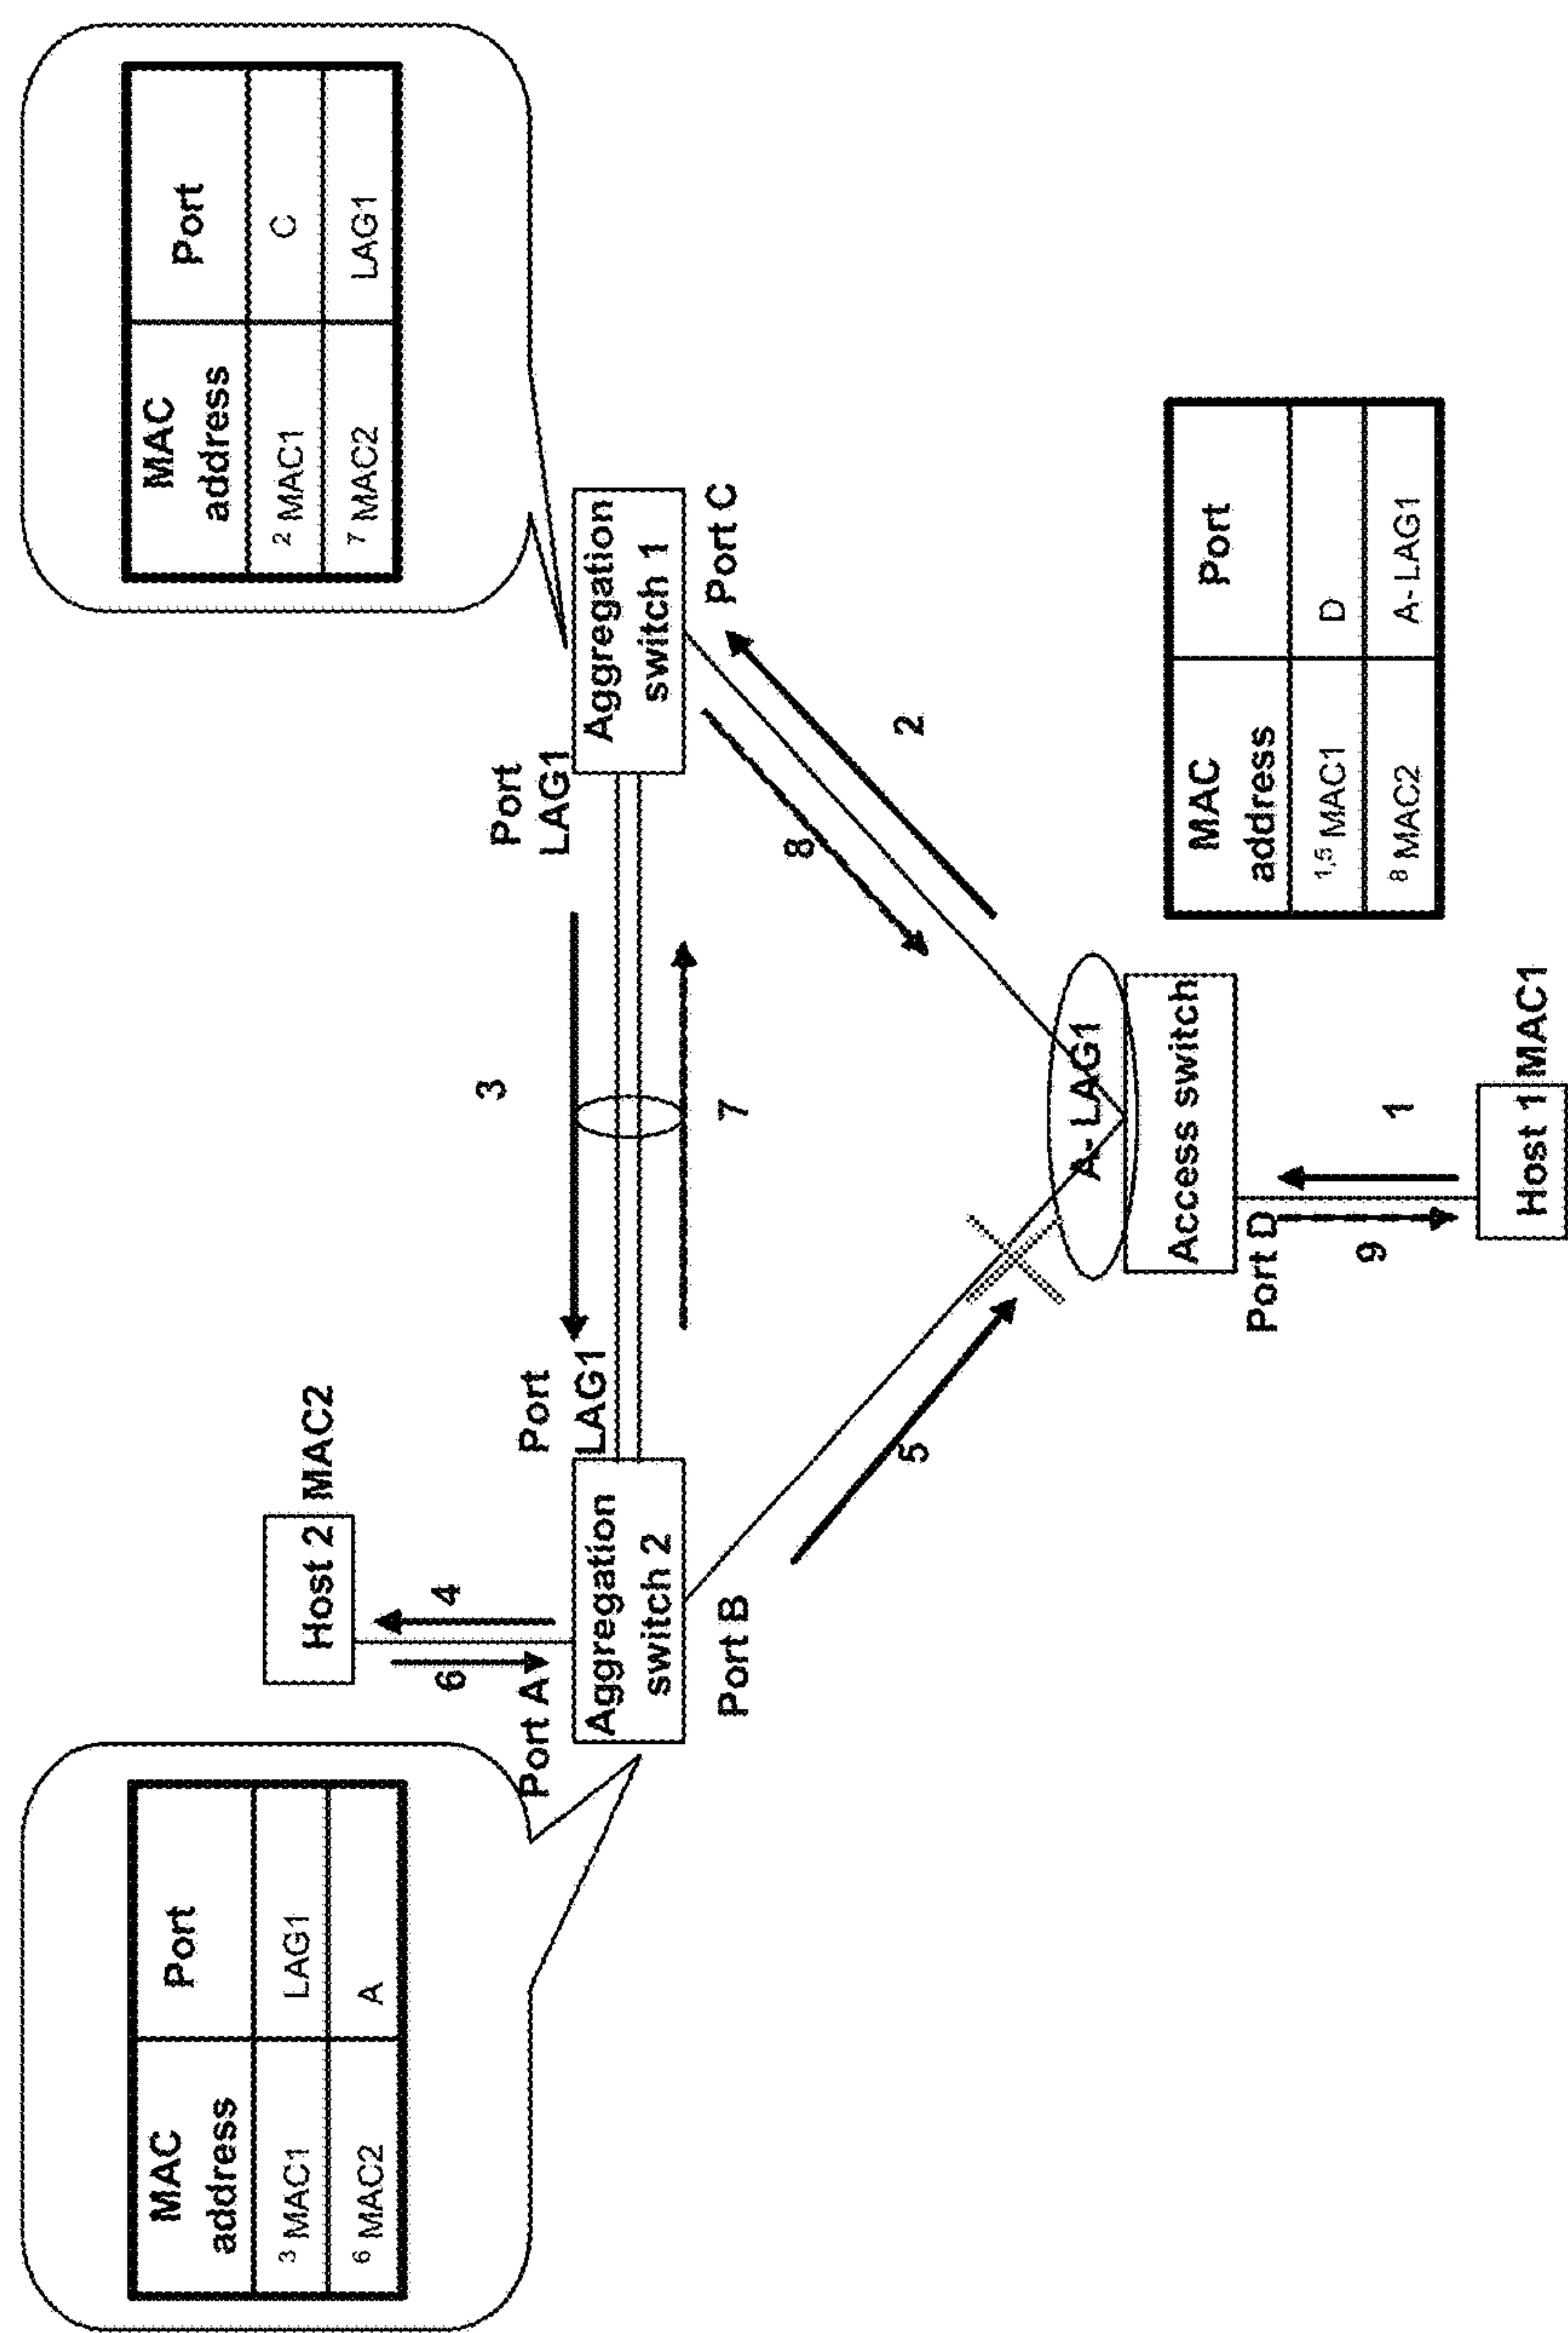 MAC
address
Port
3 MAC1
LAG1
6 MAC2
A
MAC
address
Port
2 MAC1
C
7 MAC2
LAG1
Host 2
MAC2
6
4
Port A
Port
LAG1
3
Port
LAG1
Aggregation
switch 2
Aggregation
switch 1
7
Port B
Port C
5
8
2
A- LAG1
Access switch
Port D
9
1
Host 1
MAC1
MAC
address
Port
1,5 MAC1
D
8 MAC2
A- LAG1